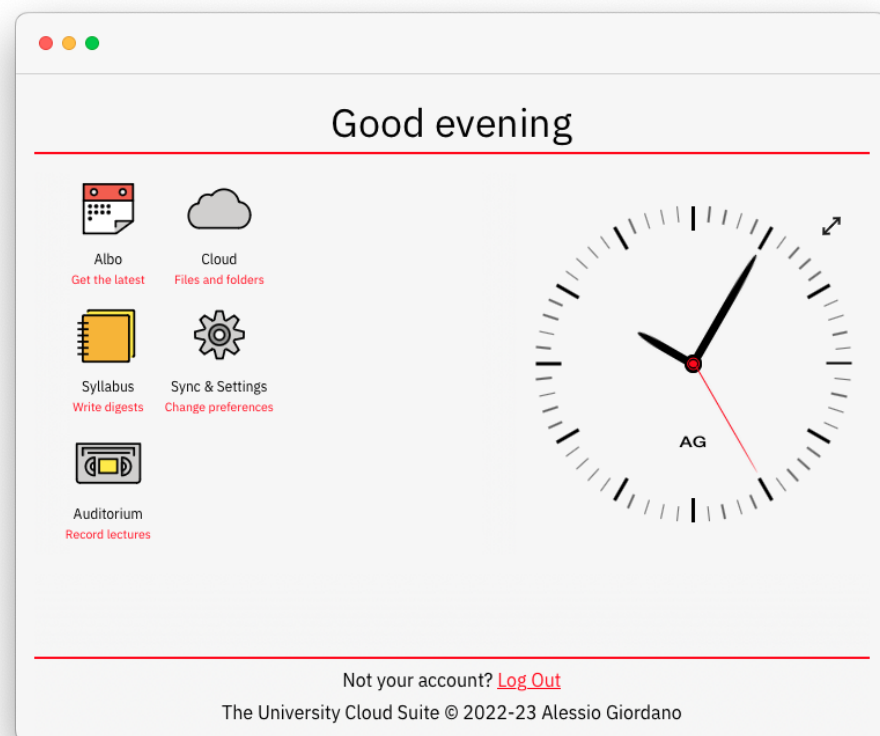 Good evening
Albo
Get the latest
Cloud
Files and folders
Syllabus
Write digests
Sync & Settings
Change preferences
Auditorium
Record lectures
AG
Not your account? Log Out
The University Cloud Suite © 2022-23 Alessio Giordano